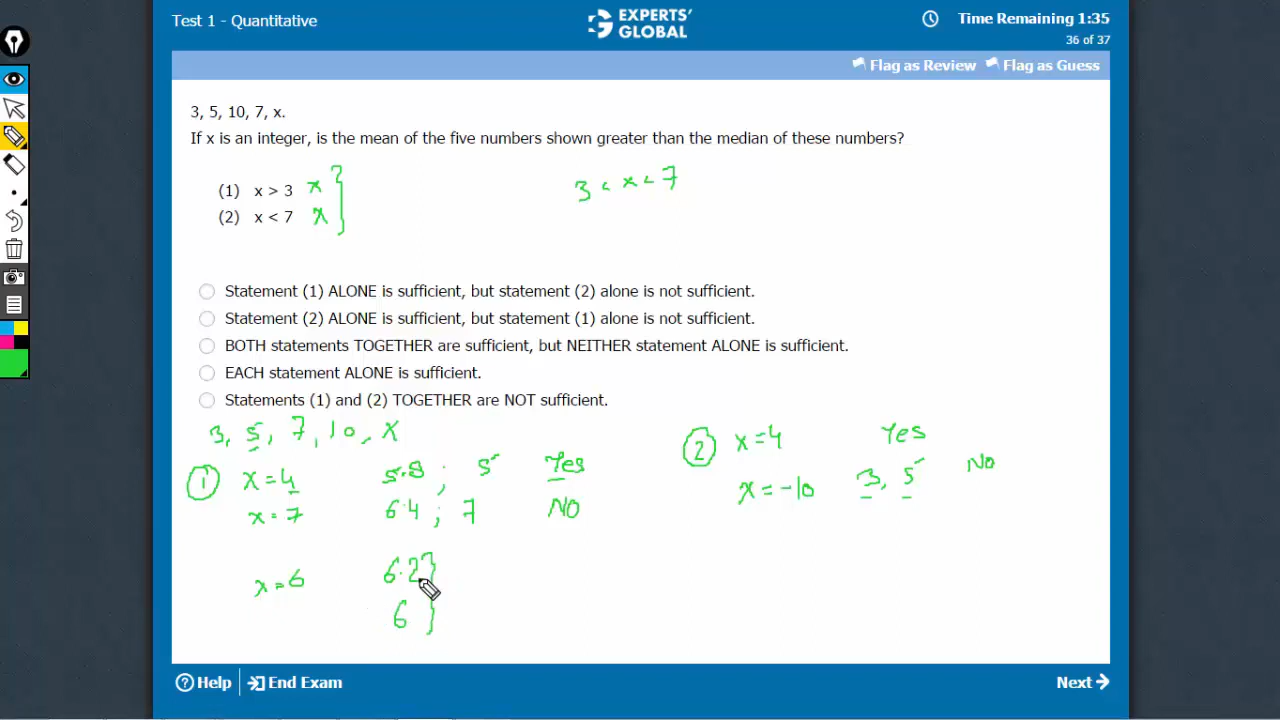 Test 1 - Quantitative
EXPERTS'
GLOBAL
Time Remaining 1:35
36 of 37
Flag as Review
Flag as Guess
3, 5, 10, 7, x.
If x is an integer, is the mean of the five numbers shown greater than the median of these numbers?
(1) x > 3 x
(2) x < 7 x
3 < x < 7
Statement (1) ALONE is sufficient, but statement (2) alone is not sufficient.
Statement (2) ALONE is sufficient, but statement (1) alone is not sufficient.
BOTH statements TOGETHER are sufficient, but NEITHER statement ALONE is sufficient.
EACH statement ALONE is sufficient.
Statements (1) and (2) TOGETHER are NOT sufficient.
3, 5, 7, 10, x
1 x = 4 5.8 ; 5 Yes
x = 7 6.4 ; 7 NO
x = 6 6.2
6
2 x = 4 Yes
x = -10 3, 5 NO
Help
End Exam
Next